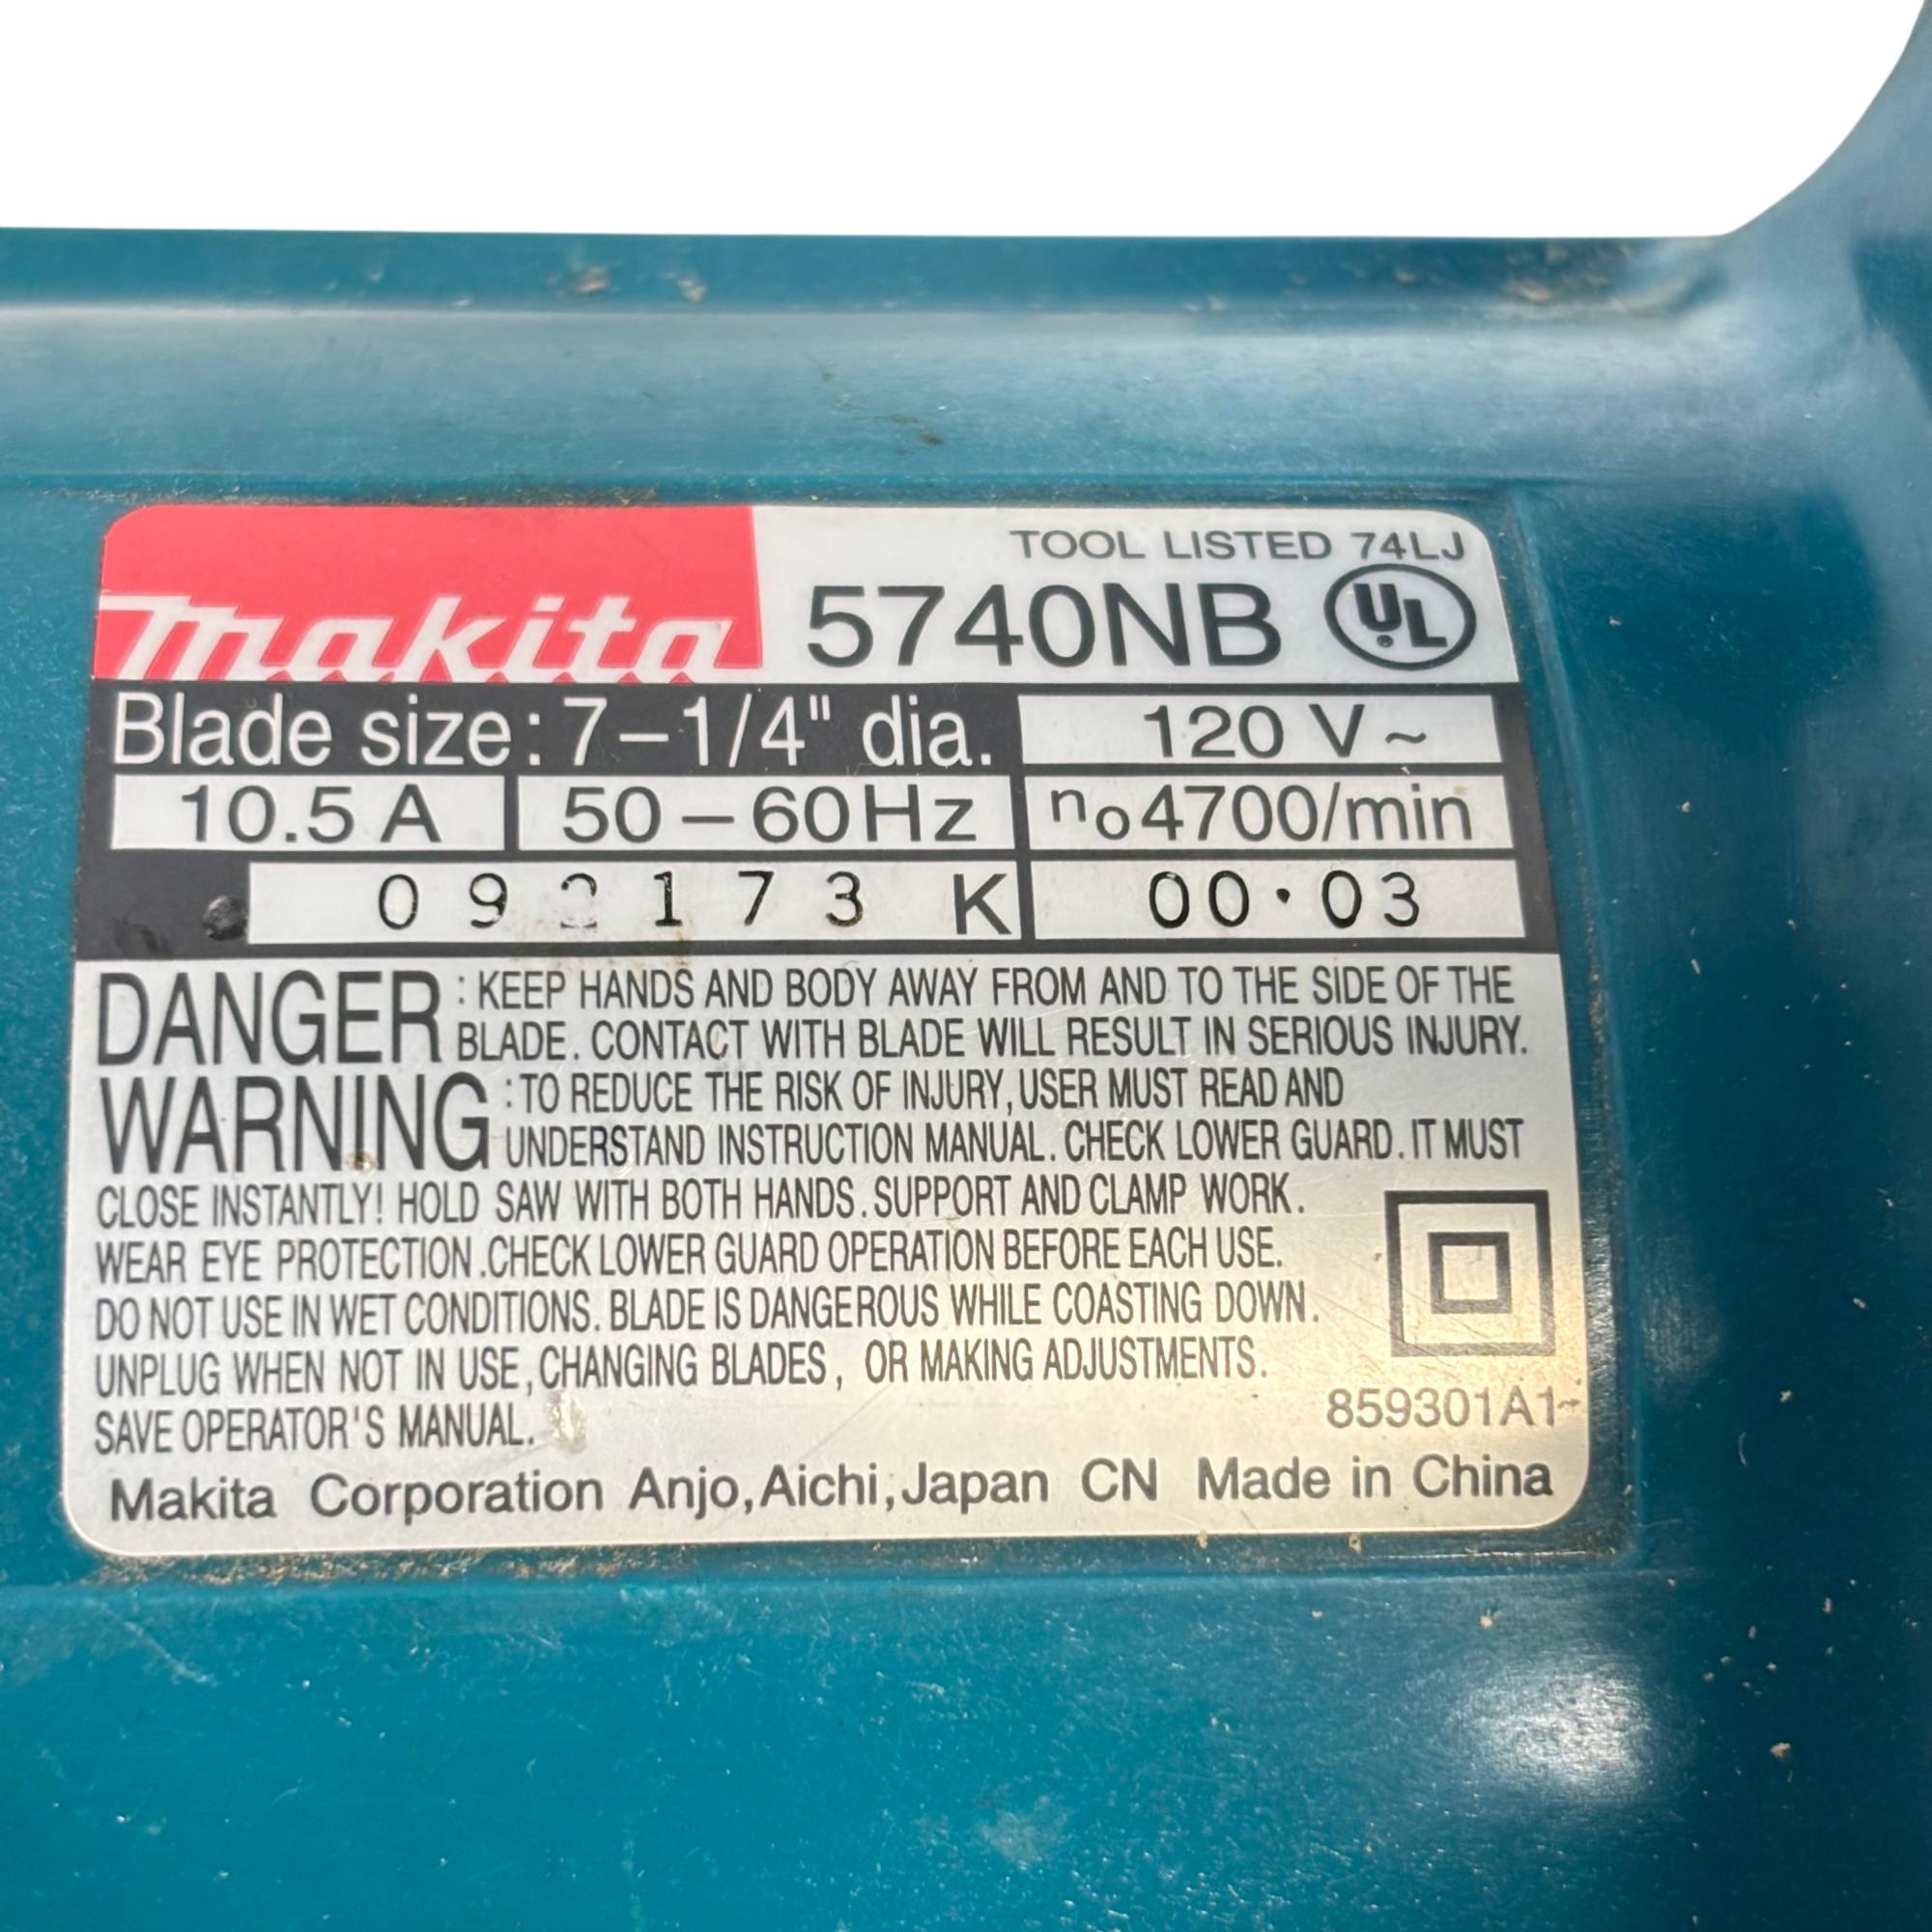 TOOL LISTED 74LJ
makita 5740NB UL
Blade size: 7-1/4" dia. 120 V~
10.5 A 50-60Hz no4700/min
092173 K 00·03
DANGER : KEEP HANDS AND BODY AWAY FROM AND TO THE SIDE OF THE
BLADE. CONTACT WITH BLADE WILL RESULT IN SERIOUS INJURY.
WARNING : TO REDUCE THE RISK OF INJURY, USER MUST READ AND
UNDERSTAND INSTRUCTION MANUAL. CHECK LOWER GUARD. IT MUST
CLOSE INSTANTLY! HOLD SAW WITH BOTH HANDS. SUPPORT AND CLAMP WORK.
WEAR EYE PROTECTION. CHECK LOWER GUARD OPERATION BEFORE EACH USE.
DO NOT USE IN WET CONDITIONS. BLADE IS DANGEROUS WHILE COASTING DOWN.
UNPLUG WHEN NOT IN USE, CHANGING BLADES, OR MAKING ADJUSTMENTS.
SAVE OPERATOR'S MANUAL.
859301A1~
Makita Corporation Anjo, Aichi, Japan CN Made in China